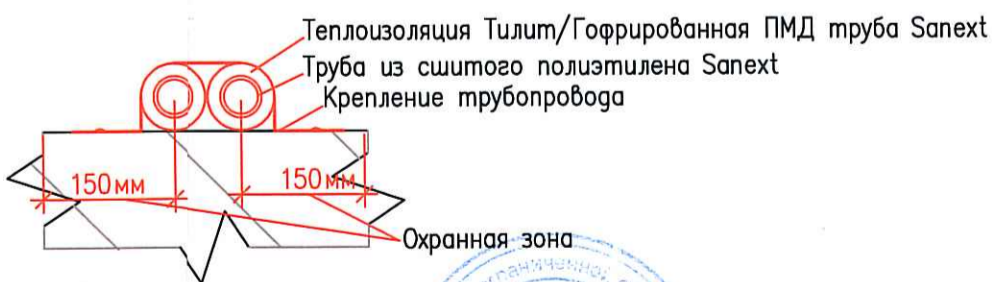 Теплоизоляция Тилит/Гофрированная ПМД труба Sanext
Труба из сшитого полиэтилена Sanext
Крепление трубопровода
150мм 150мм
Охранная зона